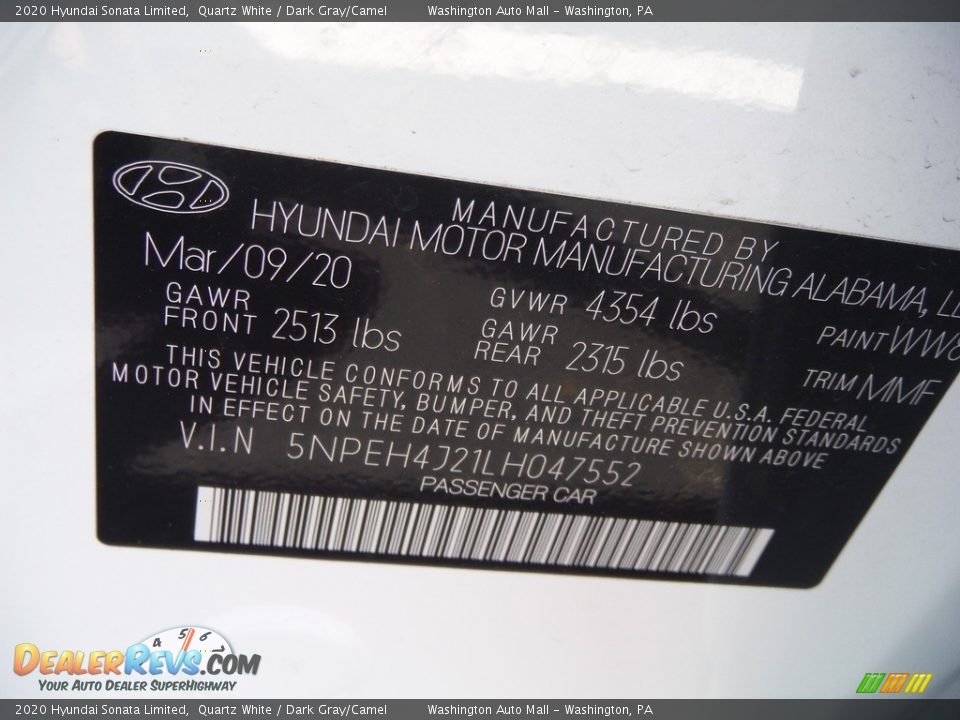 2020 Hyundai Sonata Limited, Quartz White / Dark Gray/Camel Washington Auto Mall - Washington, PA
MANUFACTURED BY
HYUNDAI MOTOR MANUFACTURING ALABAMA,
Mar/09/20
GAWR FRONT 2513 lbs
GVWR 4354 lbs
GAWR REAR 2315 lbs
PAINT WW8
TRIM MMF
THIS VEHICLE CONFORMS TO ALL APPLICABLE U.S.A. FEDERAL
MOTOR VEHICLE SAFETY, BUMPER, AND THEFT PREVENTION STANDARDS
IN EFFECT ON THE DATE OF MANUFACTURE SHOWN ABOVE
V.I.N 5NPEH4J21LH047552
PASSENGER CAR
4 5 6
DEALERREVS.COM
YOUR AUTO DEALER SUPERHIGHWAY
2020 Hyundai Sonata Limited, Quartz White / Dark Gray/Camel Washington Auto Mall - Washington, PA